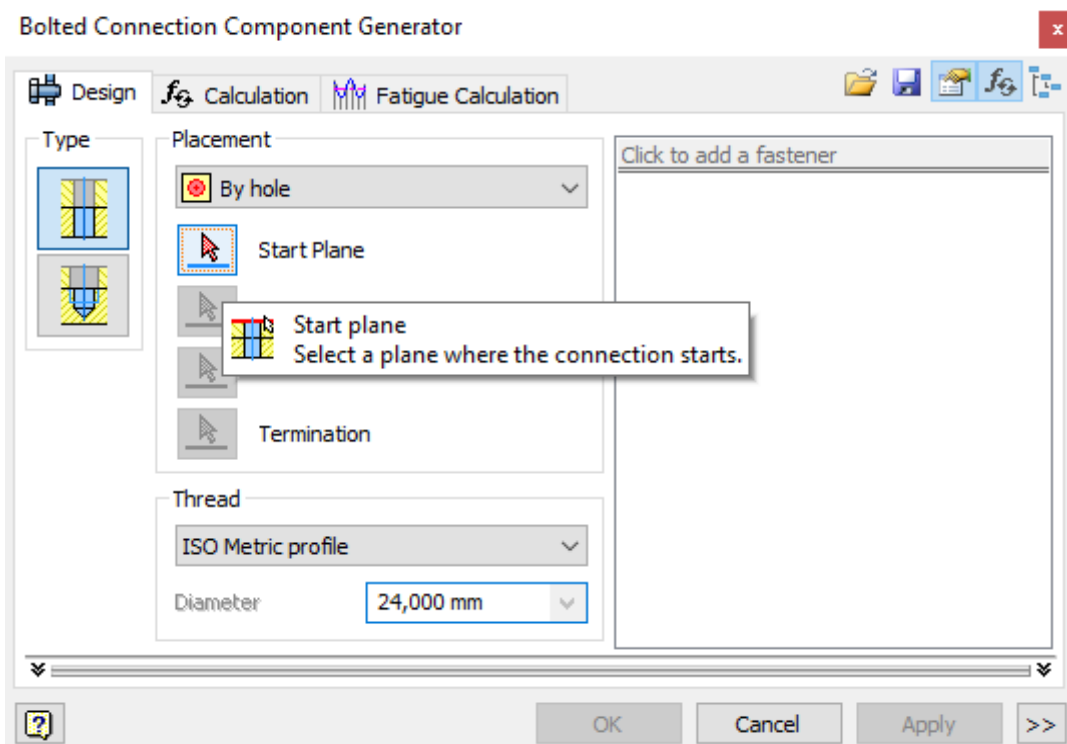 Bolted Connection Component Generator
x
Design
Calculation
Fatigue Calculation
Type
Placement
By hole
Start Plane
Start plane
Select a plane where the connection starts.
Termination
Click to add a fastener
Thread
ISO Metric profile
Diameter
24,000 mm
?
OK
Cancel
Apply
>>